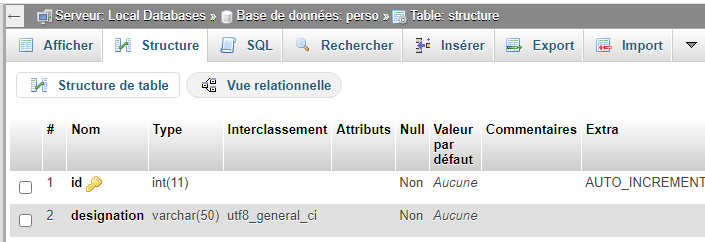 Serveur: Local Databases » Base de données: perso » Table: structure
Afficher Structure SQL Rechercher Insérer Export Import
Structure de table Vue relationnelle
# Nom Type Interclassement Attributs Null Valeur par défaut Commentaires Extra
1 id int(11) Non Aucune AUTO_INCREMENT
2 designation varchar(50) utf8_general_ci Non Aucune